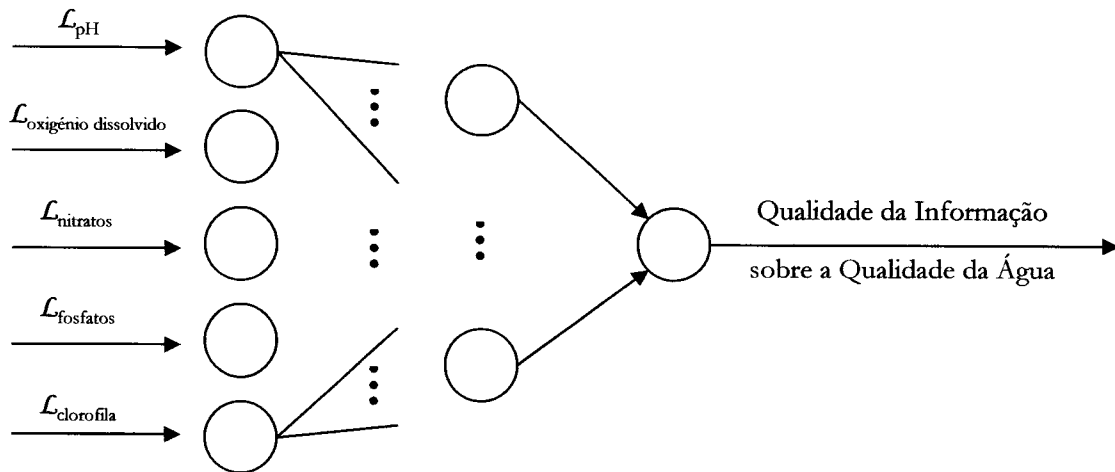 ℒpH
ℒoxigénio dissolvido
ℒnitratos
ℒfosfatos
ℒclorofila
Qualidade da Informação
sobre a Qualidade da Água